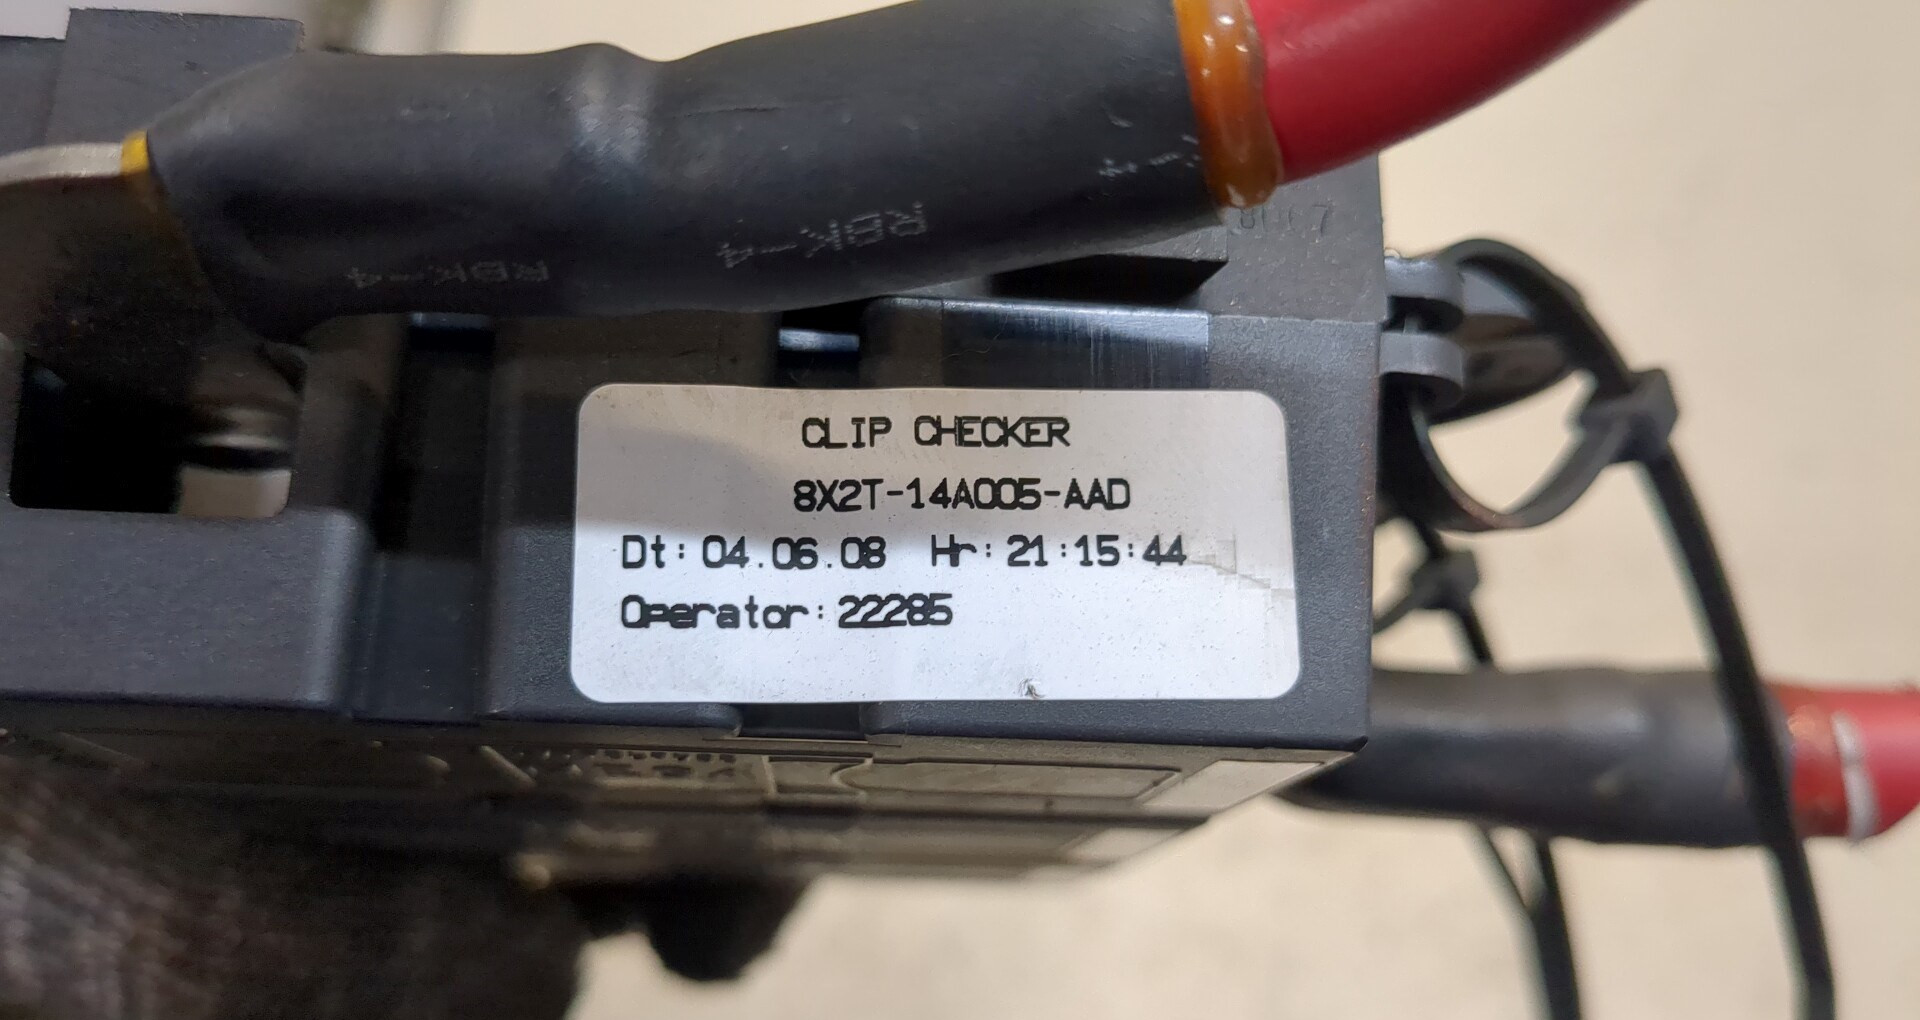 RBK-4
RBK-4
CLIP CHECKER
8X2T-14A005-AAD
Dt: 04.06.08 Hr: 21:15:44
Operator: 22285